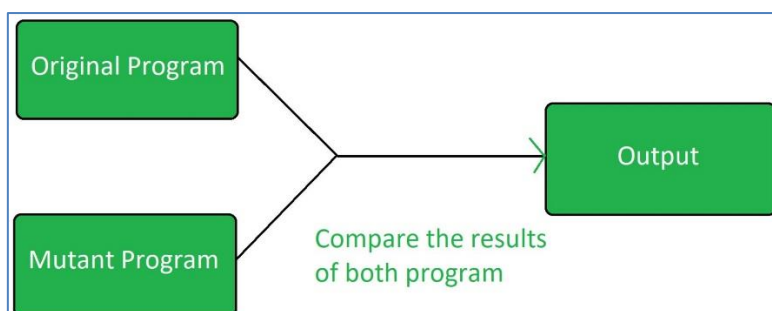 Original Program
Output
Mutant Program
Compare the results
of both program